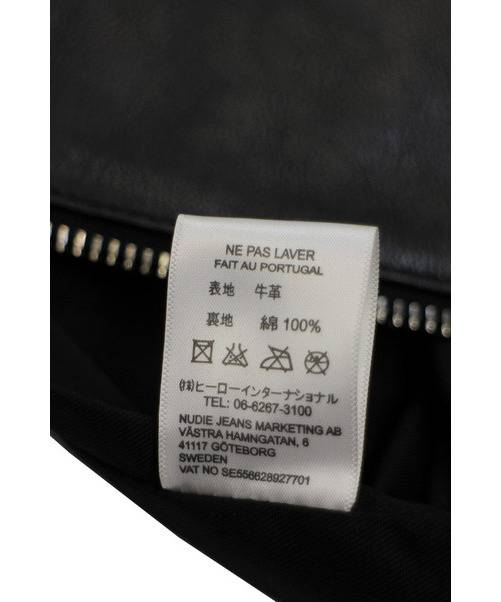 NE PAS LAVER
FAIT AU PORTUGAL
表地 牛革
裏地 綿 100%
㈱ヒーローインターナショナル
TEL: 06-6267-3100
NUDIE JEANS MARKETING AB
VÄSTRA HAMNGATAN, 6
41117 GÖTEBORG
SWEDEN
VAT NO SE556628927701